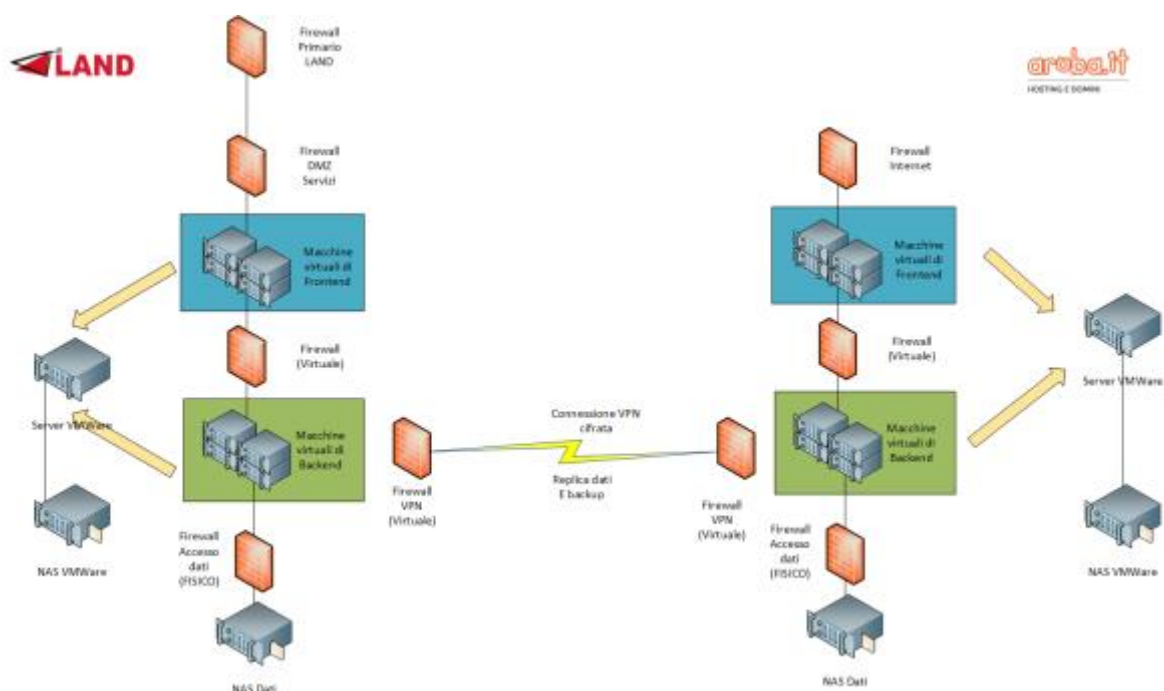 LAND
Firewall
Primario
LAND
Firewall
DMZ
Servizi
Macchine
virtuali di
Frontend
Firewall
(Virtuale)
Server VMWare
Macchine
virtuali di
Backend
NAS VMWare
Firewall
Accesso
dati
(FISICO)
NAS Dati
Firewall
VPN
(Virtuale)
Connessione VPN
cifrata
Replica dati
E backup
Firewall
VPN
(Virtuale)
aruba.it
HOSTING E DOMINI
Firewall
Internet
Macchine
virtuali di
Frontend
Firewall
(Virtuale)
Server VMWare
Macchine
virtuali di
Backend
Firewall
Accesso
dati
(FISICO)
NAS VMWare
NAS Dati